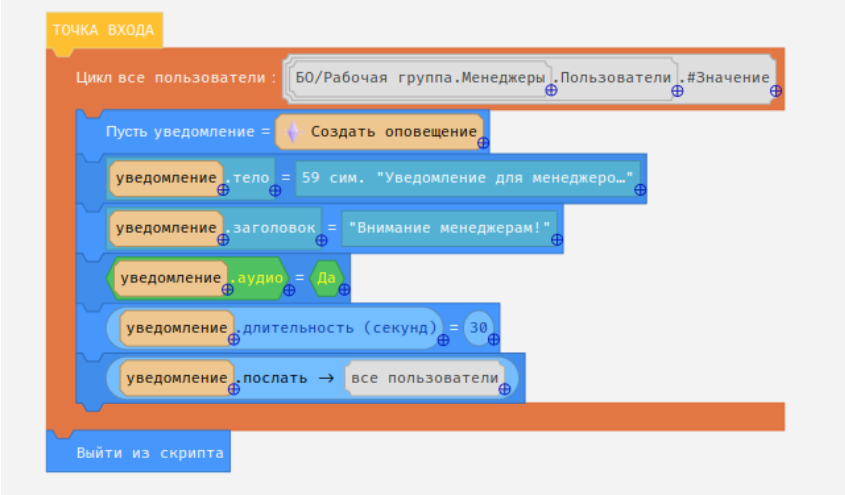 ТОЧКА ВХОДА
Цикл все пользователи : БО/Рабочая группа.Менеджеры .Пользователи .#Значение
Пусть уведомление = Создать оповещение
уведомление .тело = 59 сим. "Уведомление для менеджеро…"
уведомление .заголовок = "Внимание менеджерам!"
уведомление .аудио = Да
уведомление .длительность (секунд) = 30
уведомление .послать → все пользователи
Выйти из скрипта